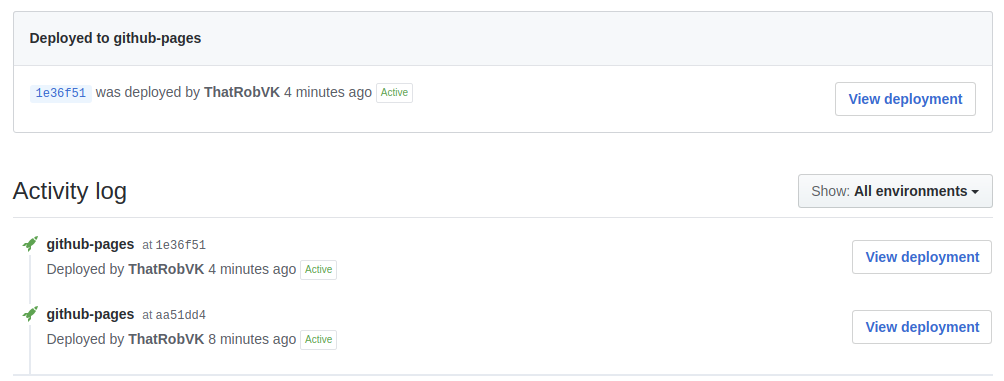 Deployed to github-pages
1e36f51 was deployed by ThatRobVK 4 minutes ago Active
View deployment
Activity log
Show: All environments
github-pages at 1e36f51
Deployed by ThatRobVK 4 minutes ago Active
View deployment
github-pages at aa51dd4
Deployed by ThatRobVK 8 minutes ago Active
View deployment